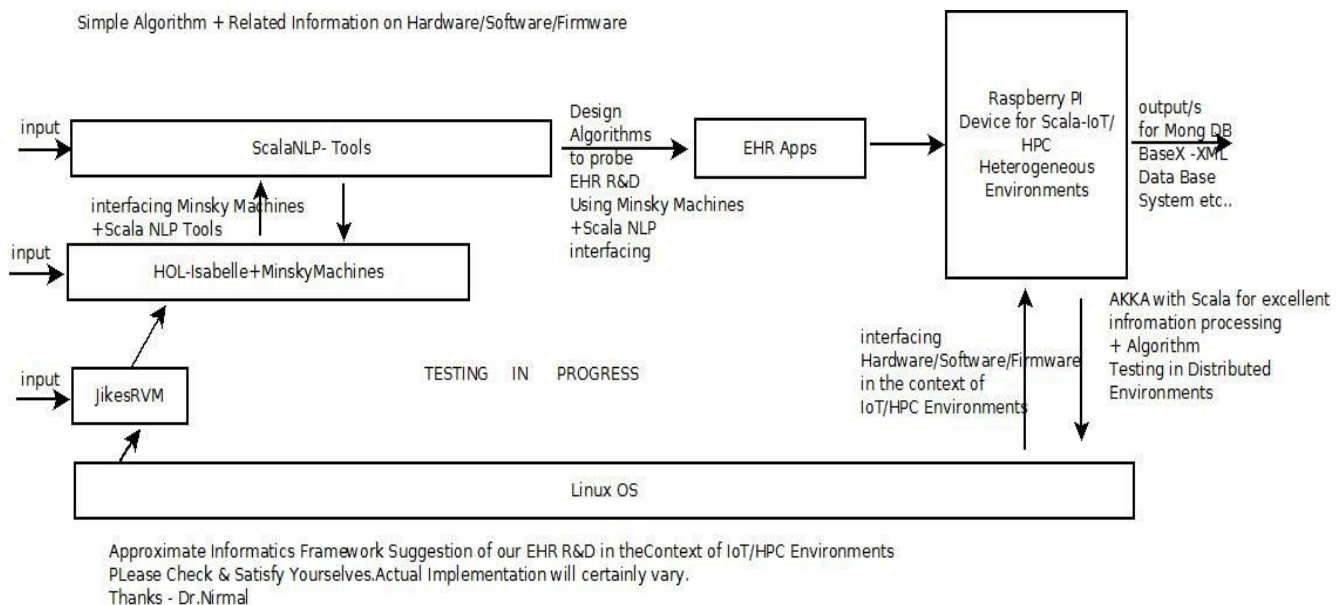 Simple Algorithm + Related Information on Hardware/Software/Firmware
input
ScalaNLP- Tools
Design
Algorithms
to probe
EHR R&D
Using Minsky Machines
+Scala NLP
interfacing
EHR Apps
Raspberry PI
Device for Scala-IoT/
HPC
Heterogeneous
Environments
output/s
for Mong DB
BaseX -XML
Data Base
System etc..
interfacing Minsky Machines
+Scala NLP Tools
input
HOL-Isabelle+MinskyMachines
input
JikesRVM
TESTING IN PROGRESS
interfacing
Hardware/Software/Firmware
in the context of
IoT/HPC Environments
AKKA with Scala for excellent
infromation processing
+ Algorithm
Testing in Distributed
Environments
Linux OS
Approximate Informatics Framework Suggestion of our EHR R&D in theContext of IoT/HPC Environments
PLease Check & Satisfy Yourselves.Actual Implementation will certainly vary.
Thanks - Dr.Nirmal